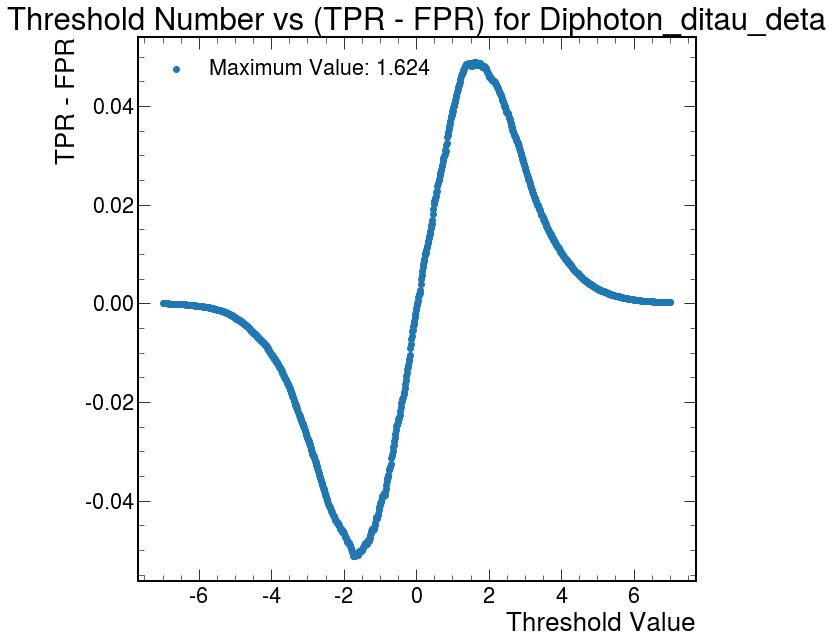 Threshold Number vs (TPR - FPR) for Diphoton_ditau_deta
TPR - FPR
Maximum Value: 1.624
0.04
0.02
0.00
-0.02
-0.04
-6 -4 -2 0 2 4 6
Threshold Value